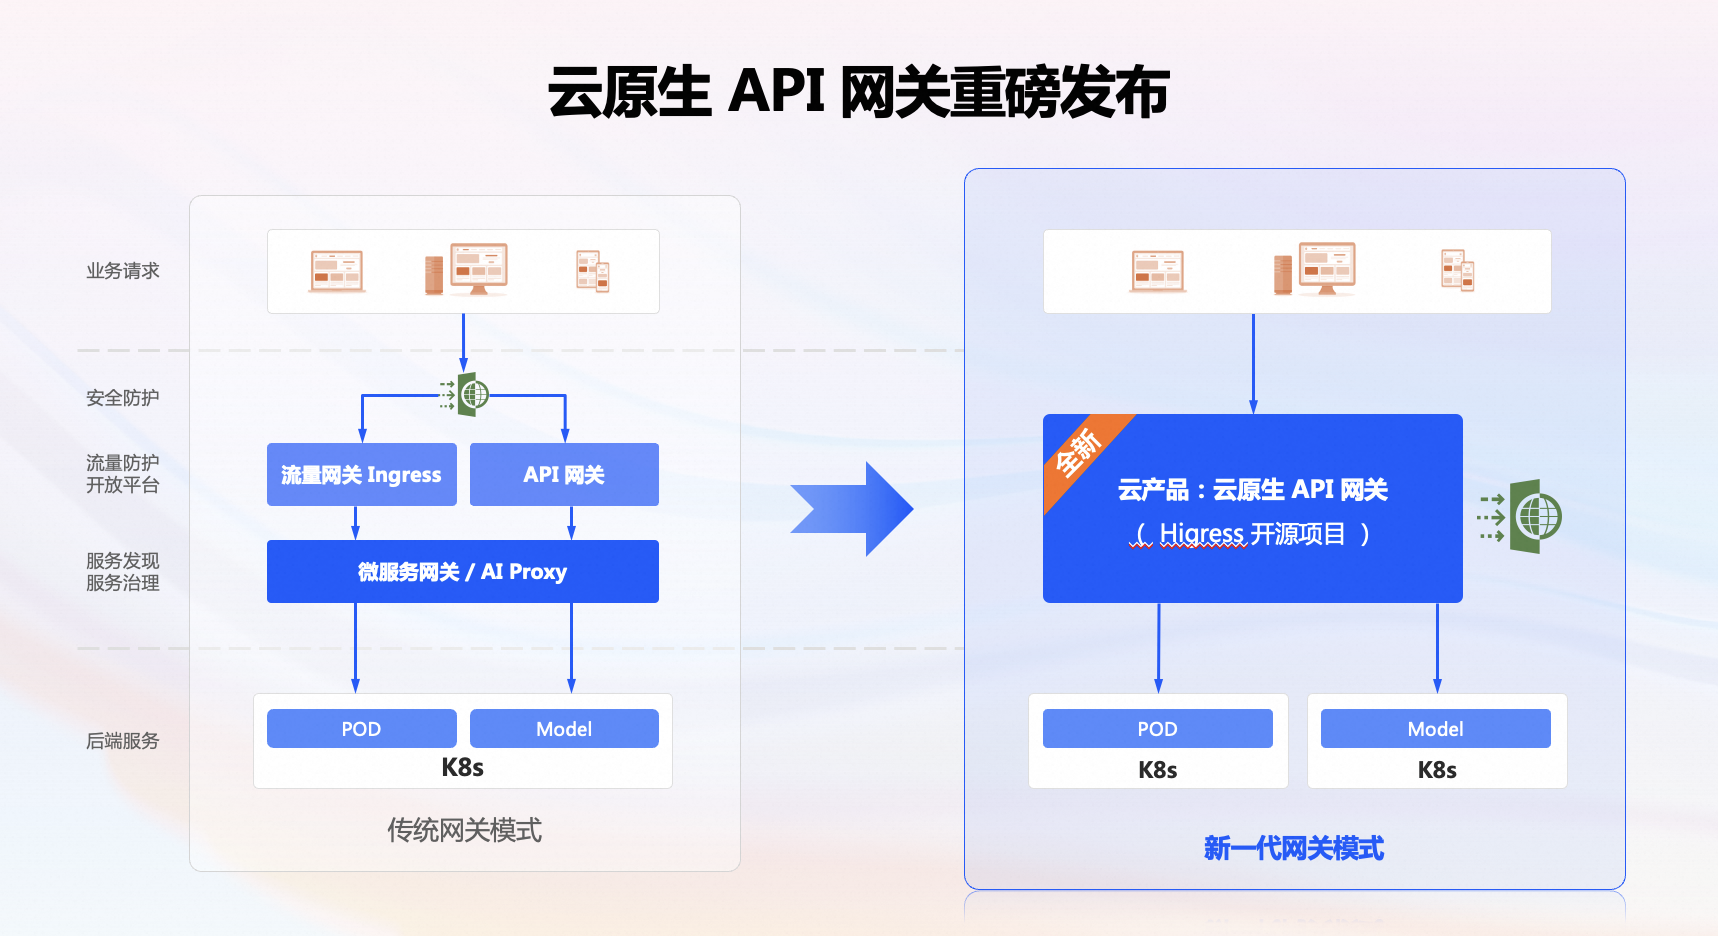 云原生 API 网关重磅发布
业务请求
安全防护
流量防护
开放平台
服务发现
服务治理
后端服务
流量网关 Ingress
API 网关
微服务网关 / AI Proxy
POD
Model
K8s
传统网关模式
全新
云产品：云原生 API 网关
（ Higress 开源项目 ）
POD
K8s
Model
K8s
新一代网关模式